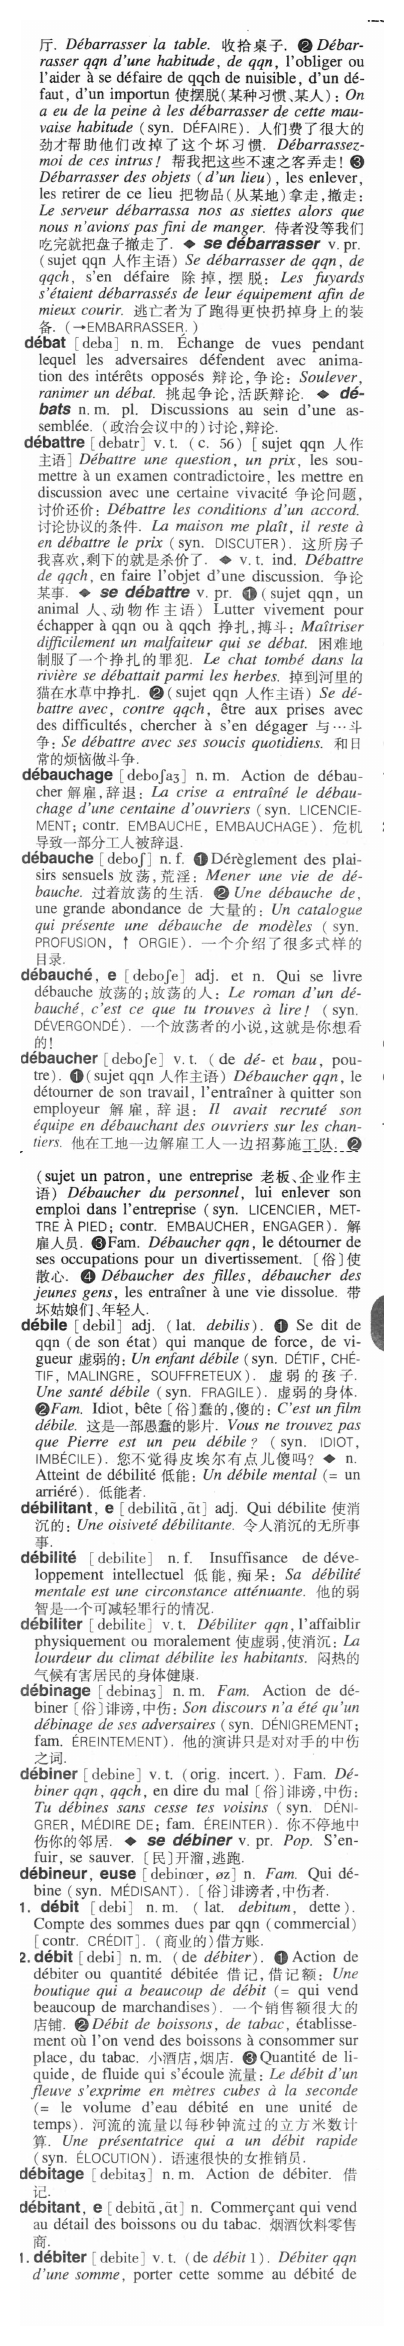 厅. Débarrasser la table. 收拾桌子. ❷ Débar-
rasser qqn d'une habitude, de qqn, l'obliger ou
l'aider à se défaire de qqch de nuisible, d'un dé-
faut, d'un importun 使摆脱(某种习惯、某人): On
a eu de la peine à les débarrasser de cette mau-
vaise habitude (syn. DÉFAIRE). 人们费了很大的
劲才帮助他们改掉了这个坏习惯. Débarrassez-
moi de ces intrus! 帮我把这些不速之客弄走! ❸
Débarrasser des objets (d'un lieu), les enlever,
les retirer de ce lieu 把物品(从某地)拿走,撤走:
Le serveur débarrassa nos as siettes alors que
nous n'avions pas fini de manger. 侍者没等我们
吃完就把盘子撤走了. ◆ se débarrasser v. pr.
(sujet qqn 人作主语) Se débarrasser de qqn, de
qqch, s'en défaire 除掉,摆脱: Les fuyards
s'étaient débarrassés de leur équipement afin de
mieux courir. 逃亡者为了跑得更快扔掉身上的装
备. (→EMBARRASSER.)
débat [deba] n. m. Échange de vues pendant
lequel les adversaires défendent avec anima-
tion des intérêts opposés 辩论,争论: Soulever,
ranimer un débat. 挑起争论,活跃辩论. ◆ dé-
bats n. m. pl. Discussions au sein d'une as-
semblée. (政治会议中的)讨论,辩论.
débattre [debatr] v. t. (c. 56) [sujet qqn 人作
主语] Débattre une question, un prix, les sou-
mettre à un examen contradictoire, les mettre en
discussion avec une certaine vivacité 争论问题,
讨价还价: Débattre les conditions d'un accord.
讨论协议的条件. La maison me plaît, il reste à
en débattre le prix (syn. DISCUTER). 这所房子
我喜欢,剩下的就是杀价了. ◆ v. t. ind. Débattre
de qqch, en faire l'objet d'une discussion. 争论
某事. ◆ se débattre v. pr. ❶(sujet qqn, un
animal 人、动物作主语) Lutter vivement pour
échapper à qqn ou à qqch 挣扎,搏斗: Maîtriser
difficilement un malfaiteur qui se débat. 困难地
制服了一个挣扎的罪犯. Le chat tombé dans la
rivière se débattait parmi les herbes. 掉到河里的
猫在水草中挣扎. ❷(sujet qqn 人作主语) Se dé-
battre avec, contre qqch, être aux prises avec
des difficultés, chercher à s'en dégager 与…斗
争: Se débattre avec ses soucis quotidiens. 和日
常的烦恼做斗争.
débauchage [deboʃaʒ] n. m. Action de débau-
cher 解雇,辞退: La crise a entraîné le débau-
chage d'une centaine d'ouvriers (syn. LICENCIE-
MENT; contr. EMBAUCHE, EMBAUCHAGE). 危机
导致一部分工人被辞退.
débauche [deboʃ] n. f. ❶Dérèglement des plai-
sirs sensuels 放荡,荒淫: Mener une vie de dé-
bauche. 过着放荡的生活. ❷ Une débauche de,
une grande abondance de 大量的: Un catalogue
qui présente une débauche de modèles (syn.
PROFUSION, ↑ ORGIE). 一个介绍了很多式样的
目录.
débauché, e [deboʃe] adj. et n. Qui se livre
débauche 放荡的;放荡的人: Le roman d'un dé-
bauché, c'est ce que tu trouves à lire! (syn.
DÉVERGONDÉ). 一个放荡者的小说,这就是你想看
的!
débaucher [deboʃe] v. t. (de dé- et bau, pou-
tre). ❶(sujet qqn 人作主语) Débaucher qqn, le
détourner de son travail, l'entraîner à quitter son
employeur 解雇,辞退: Il avait recruté son
équipe en débauchant des ouvriers sur les chan-
tiers. 他在工地一边解雇工人一边招募施工队. ❷
(sujet un patron, une entreprise 老板、企业作主
语) Débaucher du personnel, lui enlever son
emploi dans l'entreprise (syn. LICENCIER, MET-
TRE À PIED; contr. EMBAUCHER, ENGAGER). 解
雇人员. ❸Fam. Débaucher qqn, le détourner de
ses occupations pour un divertissement. [俗]使
散心. ❹ Débaucher des filles, débaucher des
jeunes gens, les entraîner à une vie dissolue. 带
坏姑娘们、年轻人.
débile [debil] adj. (lat. debilis). ❶ Se dit de
qqn (de son état) qui manque de force, de vi-
gueur 虚弱的: Un enfant débile (syn. DÉTIF, CHÉ-
TIF, MALINGRE, SOUFFRETEUX). 虚弱的孩子.
Une santé débile (syn. FRAGILE). 虚弱的身体.
❷Fam. Idiot, bête [俗]蠢的,傻的: C'est un film
débile. 这是一部愚蠢的影片. Vous ne trouvez pas
que Pierre est un peu débile? (syn. IDIOT,
IMBÉCILE). 您不觉得皮埃尔有点儿傻吗? ◆ n.
Atteint de débilité 低能: Un débile mental (= un
arriéré). 低能者.
débilitant, e [debilitɑ̃,ɑ̃t] adj. Qui débilite 使消
沉的: Une oisiveté débilitante. 令人消沉的无所事
事.
débilité [debilite] n. f. Insuffisance de déve-
loppement intellectuel 低能,痴呆: Sa débilité
mentale est une circonstance atténuante. 他的弱
智是一个可减轻罪行的情况.
débiliter [debilite] v. t. Débiliter qqn, l'affaiblir
physiquement ou moralement 使虚弱,使消沉: La
lourdeur du climat débilite les habitants. 闷热的
气候有害居民的身体健康.
débinage [debinaʒ] n. m. Fam. Action de dé-
biner [俗]诽谤,中伤: Son discours n'a été qu'un
débinage de ses adversaires (syn. DÉNIGREMENT;
fam. ÉREINTEMENT). 他的演讲只是对对手的中伤
之词.
débiner [debine] v. t. (orig. incert.). Fam. Dé-
biner qqn, qqch, en dire du mal [俗]诽谤,中伤:
Tu débines sans cesse tes voisins (syn. DÉNI-
GRER, MÉDIRE DE; fam. ÉREINTER). 你不停地中
伤你的邻居. ◆ se débiner v. pr. Pop. S'en-
fuir, se sauver. [民]开溜,逃跑.
débineur, euse [debinœr, øz] n. Fam. Qui dé-
bine (syn. MÉDISANT). [俗]诽谤者,中伤者.
1. débit [debi] n. m. (lat. debitum, dette).
Compte des sommes dues par qqn (commercial)
[contr. CRÉDIT]. (商业的)借方账.
2. débit [debi] n. m. (de débiter). ❶Action de
débiter ou quantité débitée 借记,借记额: Une
boutique qui a beaucoup de débit (= qui vend
beaucoup de marchandises). 一个销售额很大的
店铺. ❷Débit de boissons, de tabac, établisse-
ment où l'on vend des boissons à consommer sur
place, du tabac. 小酒店,烟店. ❸Quantité de li-
quide, de fluide qui s'écoule 流量: Le débit d'un
fleuve s'exprime en mètres cubes à la seconde
(= le volume d'eau débité en une unité de
temps). 河流的流量以每秒钟流过的立方米数计
算. Une présentatrice qui a un débit rapide
(syn. ÉLOCUTION). 语速很快的女推销员.
débitage [debitaʒ] n. m. Action de débiter. 借
记.
débitant, e [debitɑ̃,ɑ̃t] n. Commerçant qui vend
au détail des boissons ou du tabac. 烟酒饮料零售
商.
1. débiter [debite] v. t. (de débit 1). Débiter qqn
d'une somme, porter cette somme au débité de